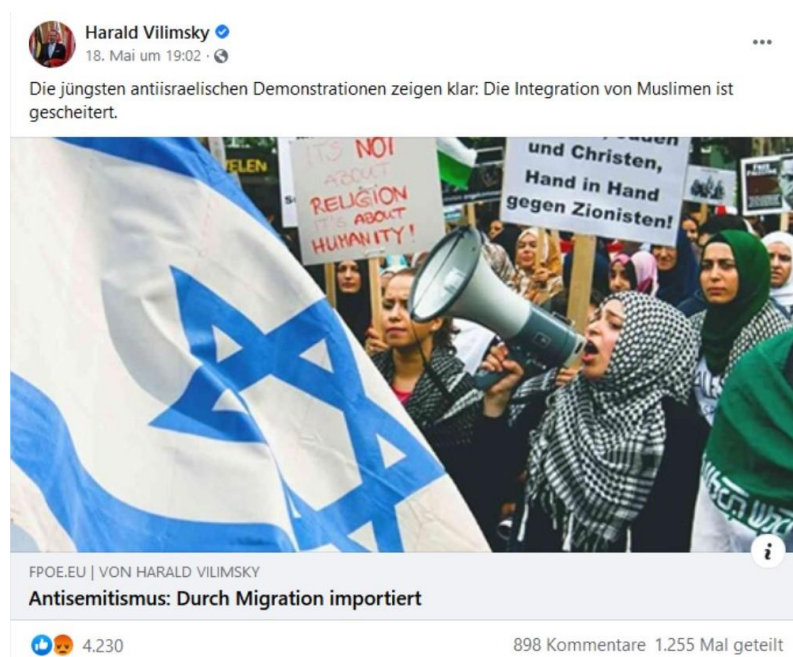 Harald Vilimsky
18. Mai um 19:02 ·
Die jüngsten antiisraelischen Demonstrationen zeigen klar: Die Integration von Muslimen ist
gescheitert.
IT'S NOT
ABOUT
RELIGION
IT'S ABOUT
HUMANITY!
und Christen,
Hand in Hand
gegen Zionisten!
FPOE.EU | VON HARALD VILIMSKY
Antisemitismus: Durch Migration importiert
4.230
898 Kommentare 1.255 Mal geteilt